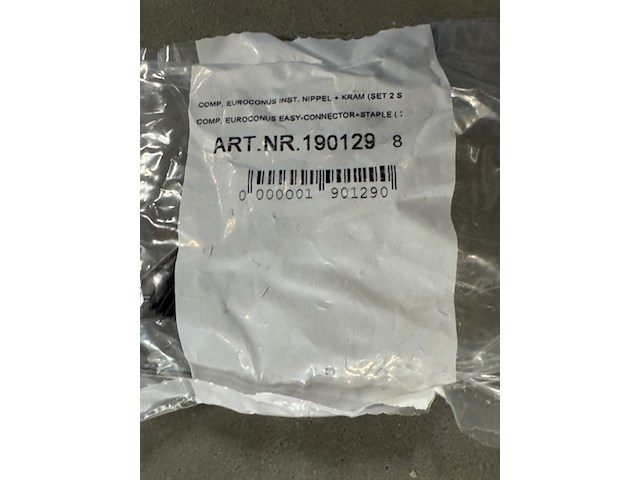 COMP. EUROCONUS INST. NIPPEL + KRAM (SET 2 S
COMP. EUROCONUS EASY-CONNECTOR+STAPLE ( 2
ART.NR.190129 8
0 000001 901290